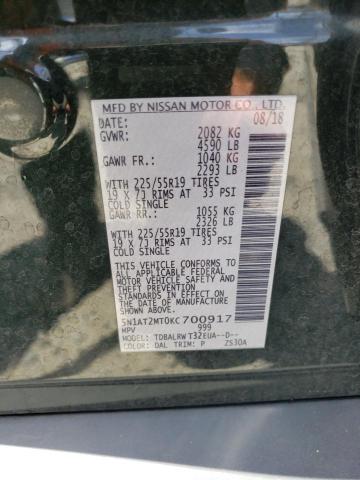 MFD BY NISSAN MOTOR CO., LTD.
DATE: 08/18
GVWR: 2082 KG
4590 LB
GAWR FR.: 1040 KG
2293 LB
WITH 225/55R19 TIRES
19 X 7J RIMS AT 33 PSI
COLD SINGLE
GAWR RR.: 1055 KG
2326 LB
WITH 225/55R19 TIRES
19 X 7J RIMS AT 33 PSI
COLD SINGLE
THIS VEHICLE CONFORMS TO
ALL APPLICABLE FEDERAL
MOTOR VEHICLE SAFETY AND
THEFT PREVENTION
STANDARDS IN EFFECT ON
THE DATE OF MANUFACTURE
SHOWN ABOVE.
5N1AT2MT0KC700917
MPV 999
MODEL: TDBALRWT32EUA--D--
COLOR: DAL TRIM: P ZS30A